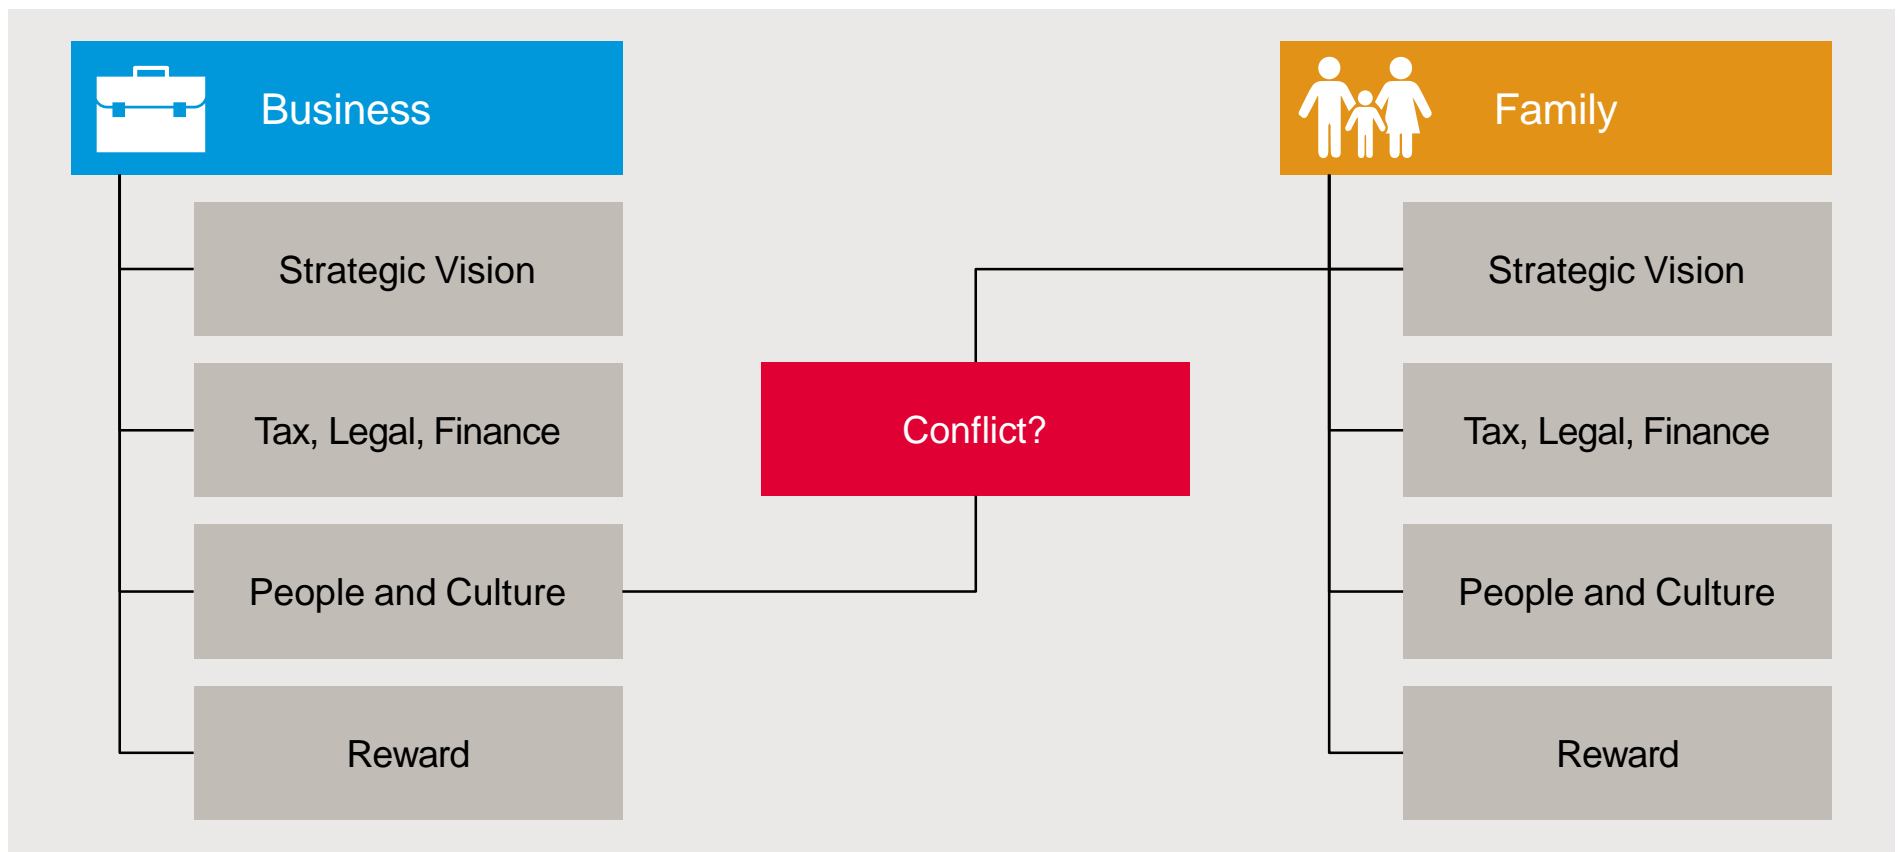 Business
Strategic Vision
Tax, Legal, Finance
People and Culture
Reward
Conflict?
Family
Strategic Vision
Tax, Legal, Finance
People and Culture
Reward